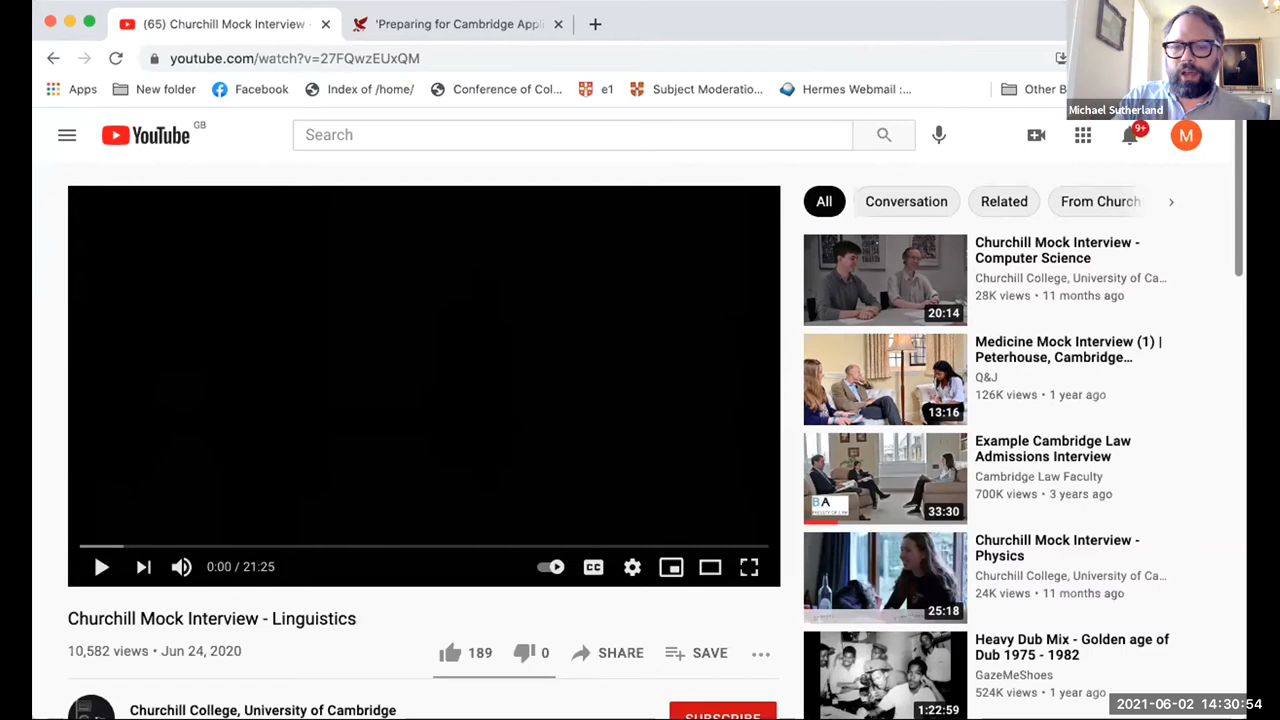 (65) Churchill Mock Interview -
'Preparing for Cambridge Appl
youtube.com/watch?v=27FQwzEUxQM
Apps
New folder
Facebook
Index of /home/
Conference of Col...
e1
Subject Moderatio...
Hermes Webmail :...
Other B
Michael Sutherland
YouTube
GB
Search
9+
M
All
Conversation
Related
From Church
Churchill Mock Interview -
Computer Science
Churchill College, University of Ca...
28K views • 11 months ago
20:14
Medicine Mock Interview (1) |
Peterhouse, Cambridge...
Q&J
126K views • 1 year ago
13:16
Example Cambridge Law
Admissions Interview
Cambridge Law Faculty
700K views • 3 years ago
BA
FACULTY OF LAW
33:30
Churchill Mock Interview -
Physics
Churchill College, University of Ca...
24K views • 11 months ago
25:18
Heavy Dub Mix - Golden age of
Dub 1975 - 1982
GazeMeShoes
524K views • 1 year ago
1:22:59
0:00 / 21:25
CC
Churchill Mock Interview - Linguistics
10,582 views • Jun 24, 2020
189
0
SHARE
SAVE
Churchill College, University of Cambridge
SUBSCRIBE
2021-06-02 14:30:54